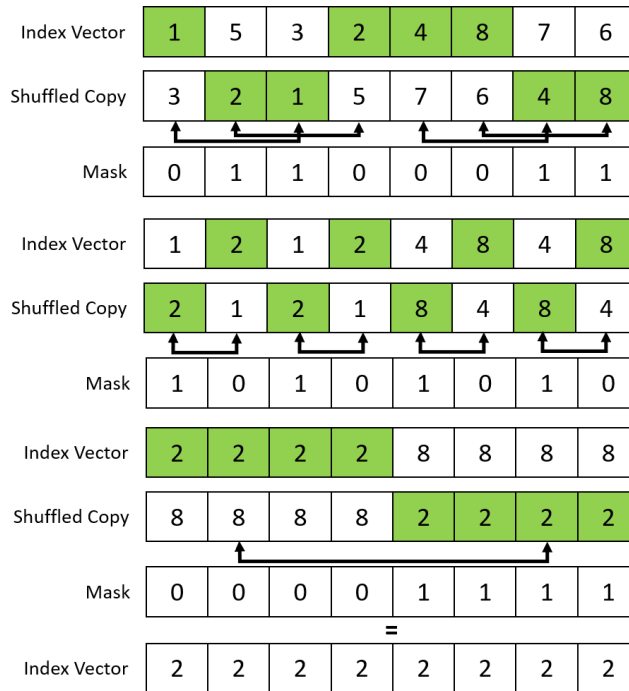 Index Vector 1 5 3 2 4 8 7 6
Shuffled Copy 3 2 1 5 7 6 4 8
Mask 0 1 1 0 0 0 1 1
Index Vector 1 2 1 2 4 8 4 8
Shuffled Copy 2 1 2 1 8 4 8 4
Mask 1 0 1 0 1 0 1 0
Index Vector 2 2 2 2 8 8 8 8
Shuffled Copy 8 8 8 8 2 2 2 2
Mask 0 0 0 0 1 1 1 1
=
Index Vector 2 2 2 2 2 2 2 2